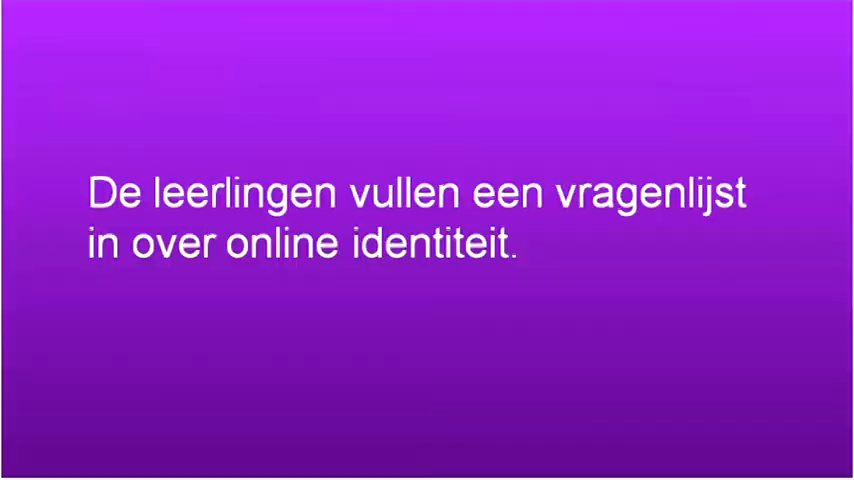 De leerlingen vullen een vragenlijst
in over online identiteit.